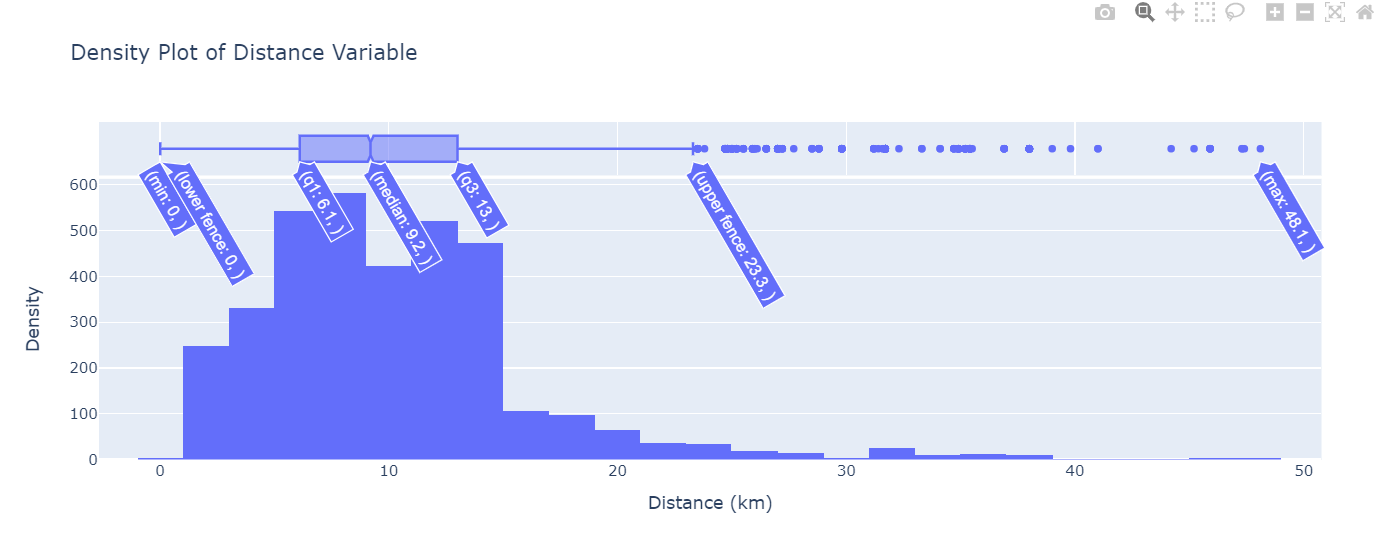 Density Plot of Distance Variable
(min: 0, )
(lower fence: 0, )
(q1: 6.1, )
(median: 9.2, )
(q3: 13, )
(upper fence: 23.3, )
(max: 48.1, )
600
500
400
300
200
100
0
Density
0 10 20 30 40 50
Distance (km)